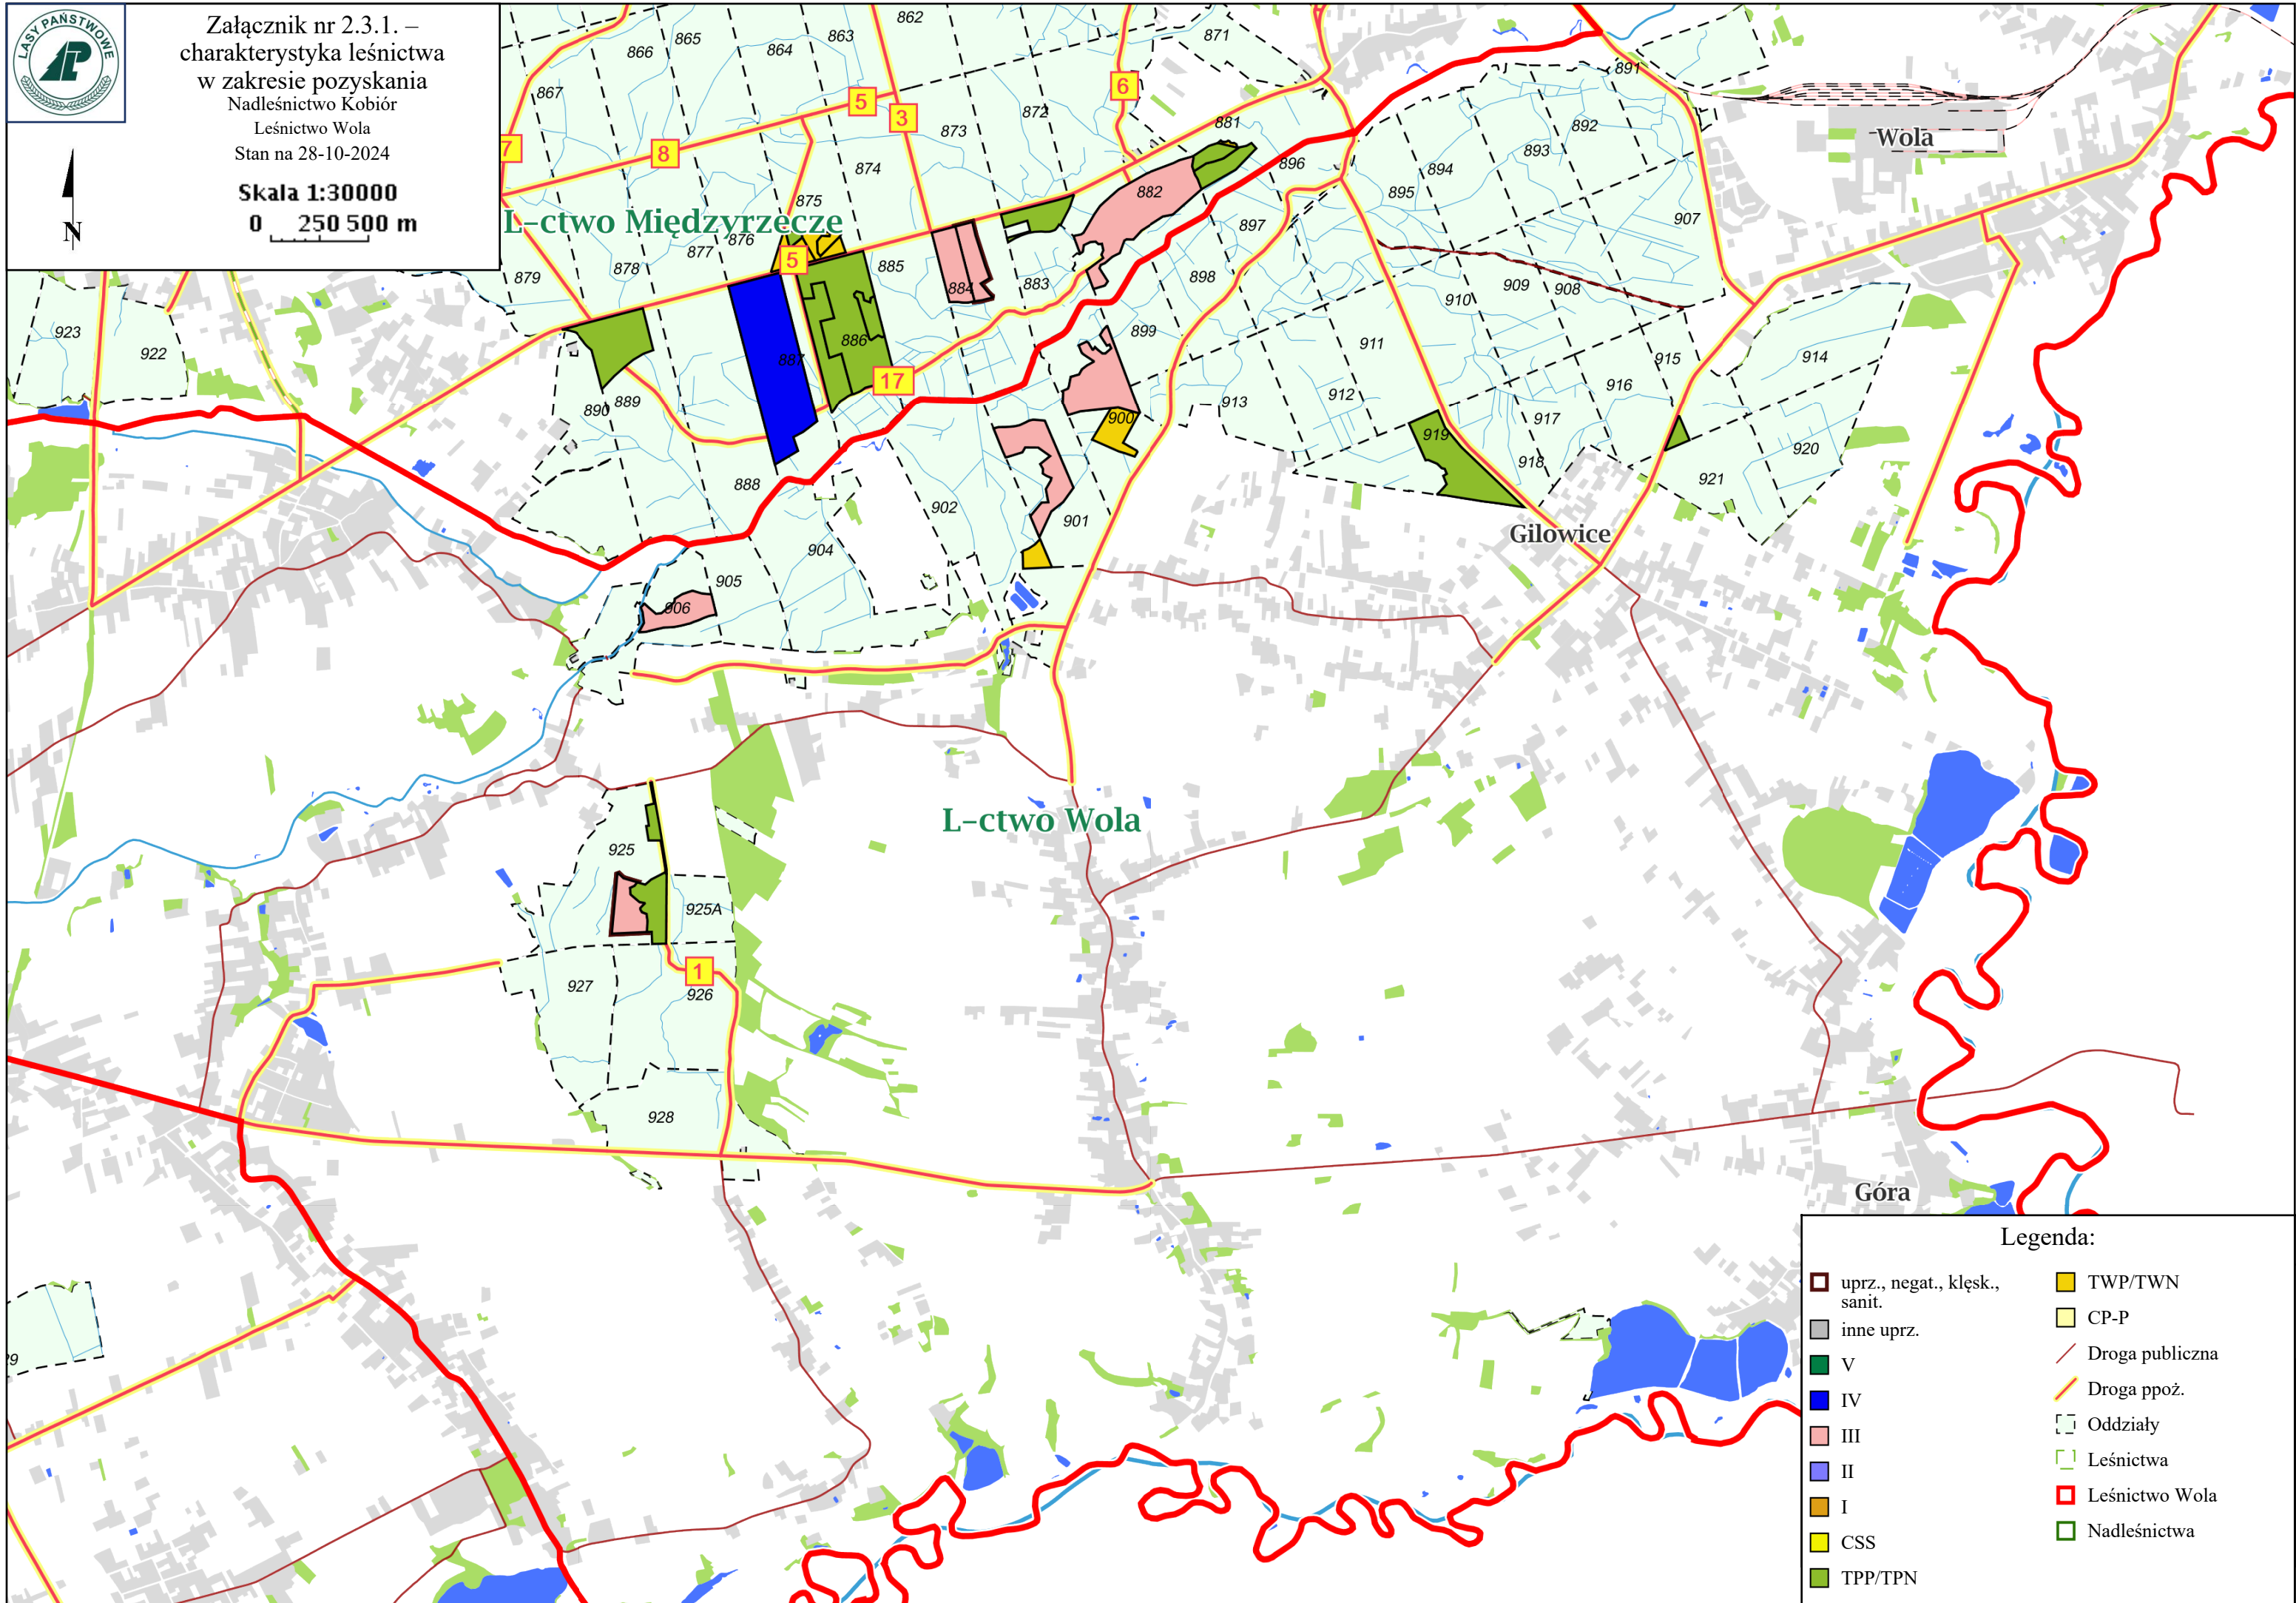 LASY PAŃSTWOWE
LP
Załącznik nr 2.3.1. –
charakterystyka leśnictwa
w zakresie pozyskania
Nadleśnictwo Kobiór
Leśnictwo Wola
Stan na 28-10-2024
Skala 1:30000
0 250 500 m
N
862
863
864
865
866
867
871
872
873
874
875
876
877
878
879
881
882
883
884
885
886
887
888
889
890
891
892
893
894
895
896
897
898
899
900
901
902
904
905
906
907
908
909
910
911
912
913
914
915
916
917
918
919
920
921
922
923
925
925A
926
927
928
7
8
5
3
6
5
17
1
L-ctwo Międzyrzecze
L-ctwo Wola
Wola
Gilowice
Góra
Legenda:
uprz., negat., klęsk.,
sanit.
inne uprz.
V
IV
III
II
I
CSS
TPP/TPN
TWP/TWN
CP-P
Droga publiczna
Droga ppoż.
Oddziały
Leśnictwa
Leśnictwo Wola
Nadleśnictwa